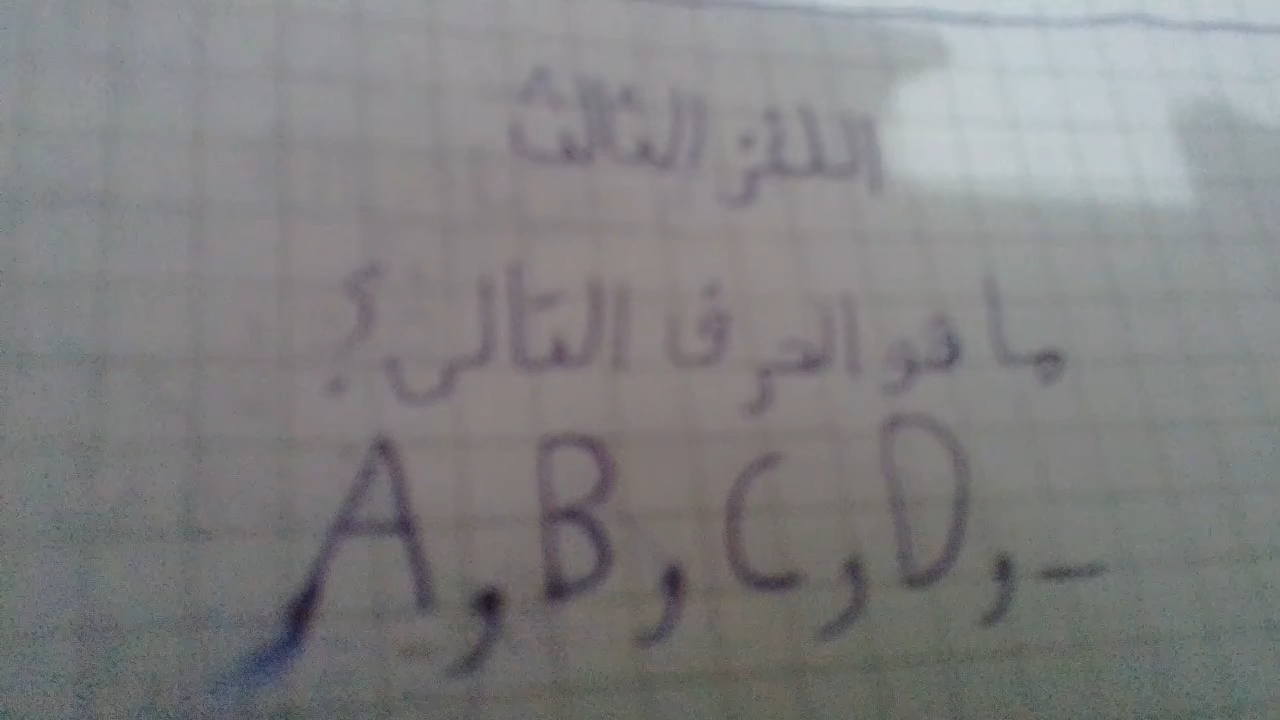 اللغز الثالث
ما هو الحرف التالي؟
A, B, C, D, _